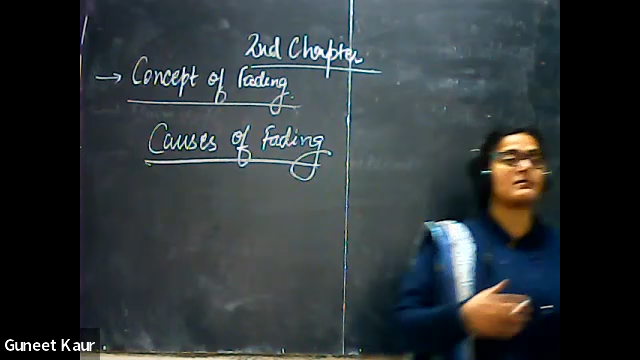 2nd Chapter
→ Concept of Fading
Causes of Fading
Guneet Kaur